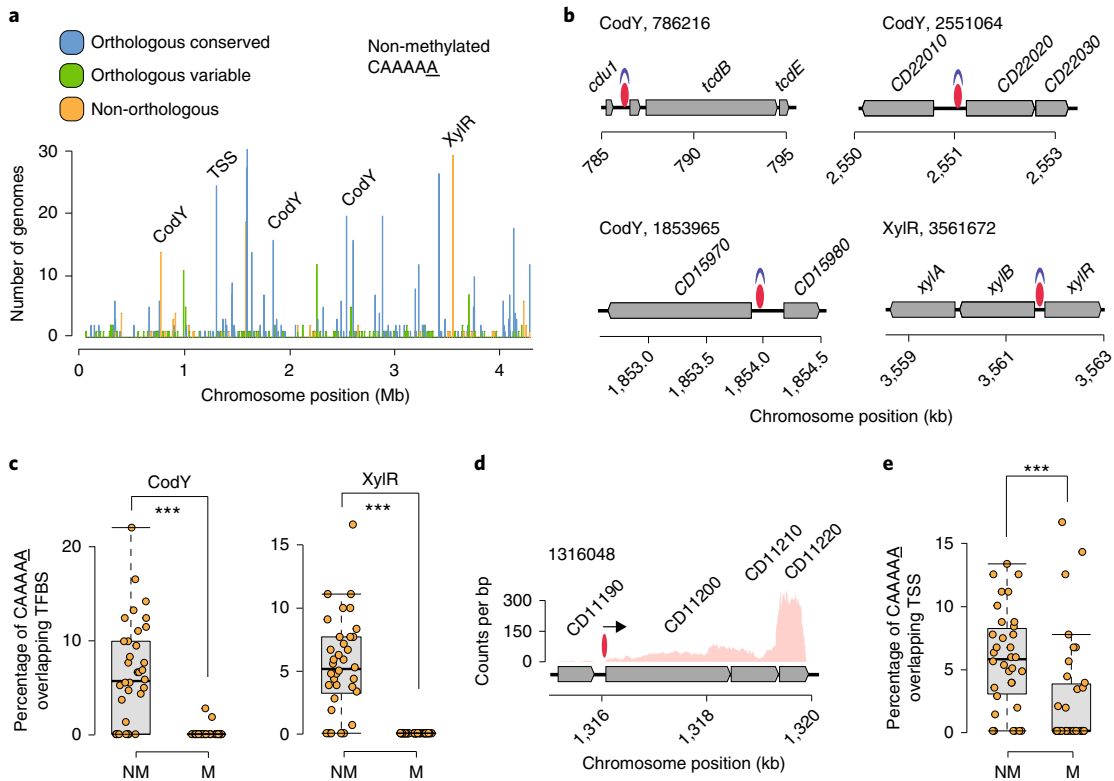 a
Orthologous conserved
Orthologous variable
Non-orthologous
Non-methylated
CAAAAA
Number of genomes
30
20
10
0
CodY
TSS
CodY
CodY
XylR
0
1
2
3
4
Chromosome position (Mb)
b
CodY, 786216
cdu1
tcdB
tcdE
785
790
795
CodY, 2551064
CD22010
CD22020
CD22030
2,550
2,551
2,553
CodY, 1853965
CD15970
CD15980
1,853.0
1,853.5
1,854.0
1,854.5
XylR, 3561672
xylA
xylB
xylR
3,559
3,561
3,563
Chromosome position (kb)
c
Percentage of CAAAAA
overlapping TFBS
CodY
***
20
10
0
NM
M
XylR
***
15
10
5
0
NM
M
d
1316048
CD11190
CD11200
CD11210
CD11220
Counts per bp
300
150
0
1,316
1,318
1,320
Chromosome position (kb)
e
Percentage of CAAAAA
overlapping TSS
***
20
15
10
5
0
NM
M